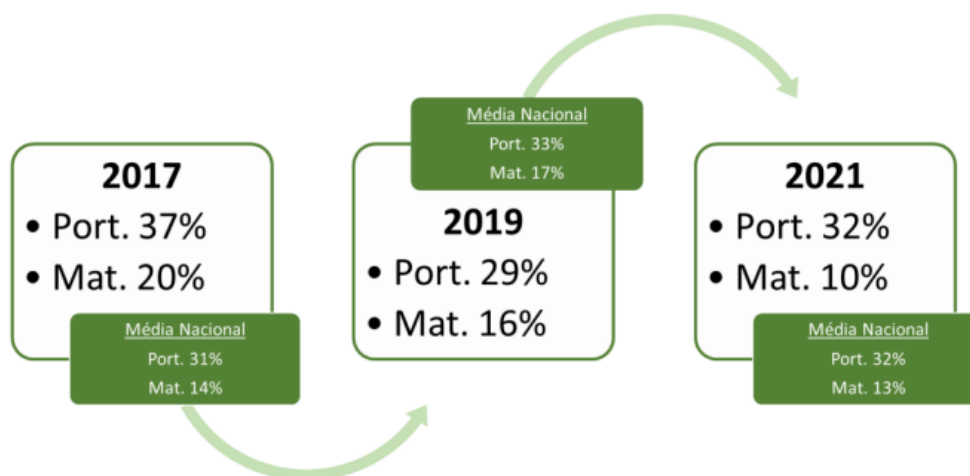 2017
• Port. 37%
• Mat. 20%
Média Nacional
Port. 31%
Mat. 14%
Média Nacional
Port. 33%
Mat. 17%
2019
• Port. 29%
• Mat. 16%
2021
• Port. 32%
• Mat. 10%
Média Nacional
Port. 32%
Mat. 13%